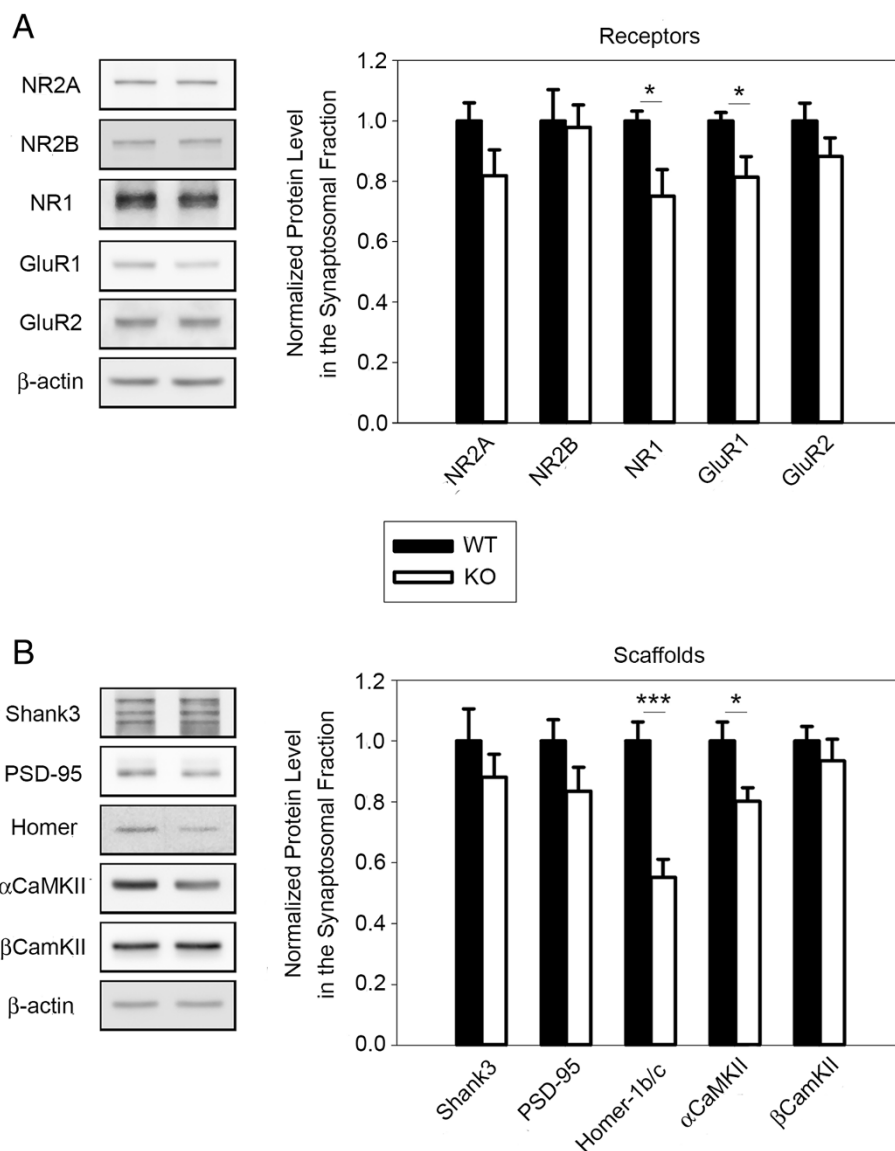 A
NR2A
NR2B
NR1
GluR1
GluR2
β-actin
Receptors
Normalized Protein Level
in the Synaptosomal Fraction
1.2
1.0
0.8
0.6
0.4
0.2
0.0
*
*
NR2A
NR2B
NR1
GluR1
GluR2
WT
KO
B
Shank3
PSD-95
Homer
αCaMKII
βCamKII
β-actin
Scaffolds
Normalized Protein Level
in the Synaptosomal Fraction
1.2
1.0
0.8
0.6
0.4
0.2
0.0
***
*
Shank3
PSD-95
Homer-1b/c
αCaMKII
βCamKII